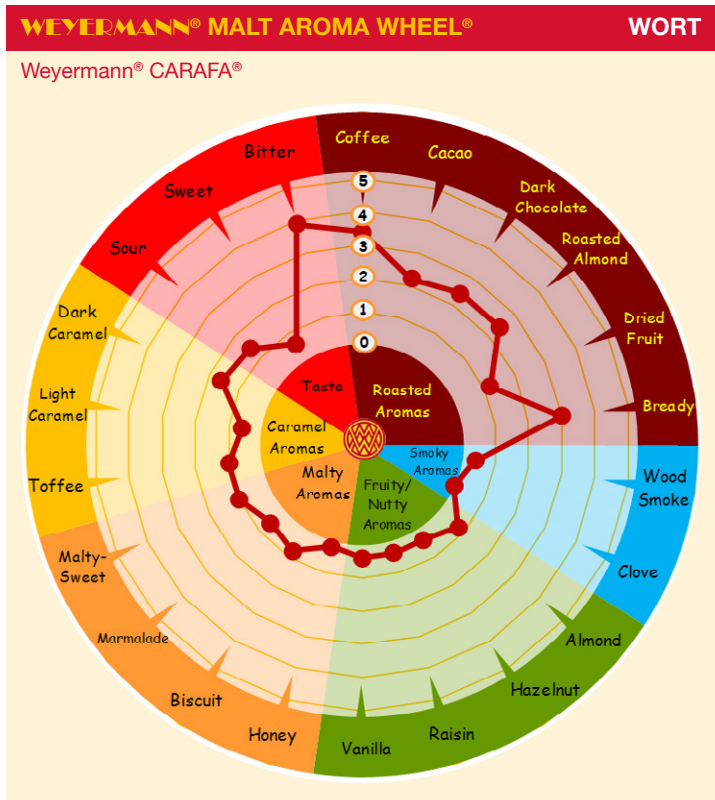 WEYERMANN® MALT AROMA WHEEL®
WORT
Weyermann® CARAFA®
Coffee
Cacao
Dark
Chocolate
Roasted
Almond
Dried
Fruit
Bready
Wood
Smoke
Clove
Almond
Hazelnut
Raisin
Vanilla
Honey
Biscuit
Marmalade
Malty-
Sweet
Toffee
Light
Caramel
Dark
Caramel
Sour
Sweet
Bitter
5
4
3
2
1
0
Taste
Roasted
Aromas
Caramel
Aromas
Smoky
Aromas
Malty
Aromas
Fruity/
Nutty
Aromas